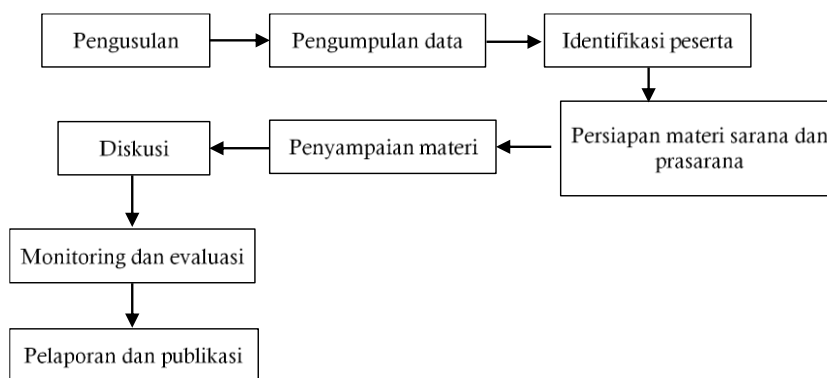 Pengusulan
Pengumpulan data
Identifikasi peserta
Persiapan materi sarana dan
prasarana
Penyampaian materi
Diskusi
Monitoring dan evaluasi
Pelaporan dan publikasi